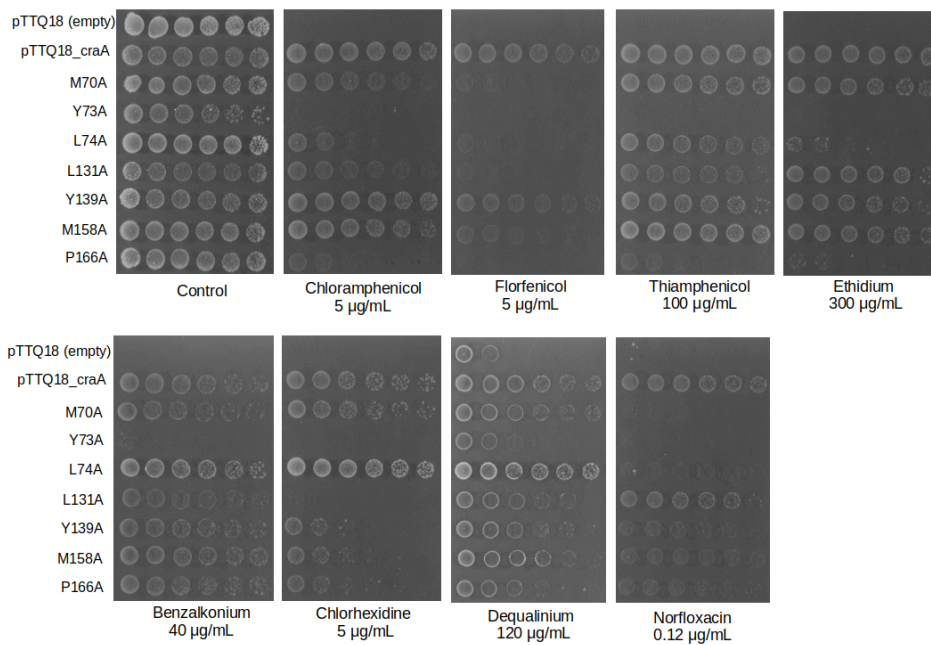 pTTQ18 (empty)
pTTQ18_craA
M70A
Y73A
L74A
L131A
Y139A
M158A
P166A
Control
Chloramphenicol
5 µg/mL
Florfenicol
5 µg/mL
Thiamphenicol
100 µg/mL
Ethidium
300 µg/mL
pTTQ18 (empty)
pTTQ18_craA
M70A
Y73A
L74A
L131A
Y139A
M158A
P166A
Benzalkonium
40 µg/mL
Chlorhexidine
5 µg/mL
Dequalinium
120 µg/mL
Norfloxacin
0.12 µg/mL